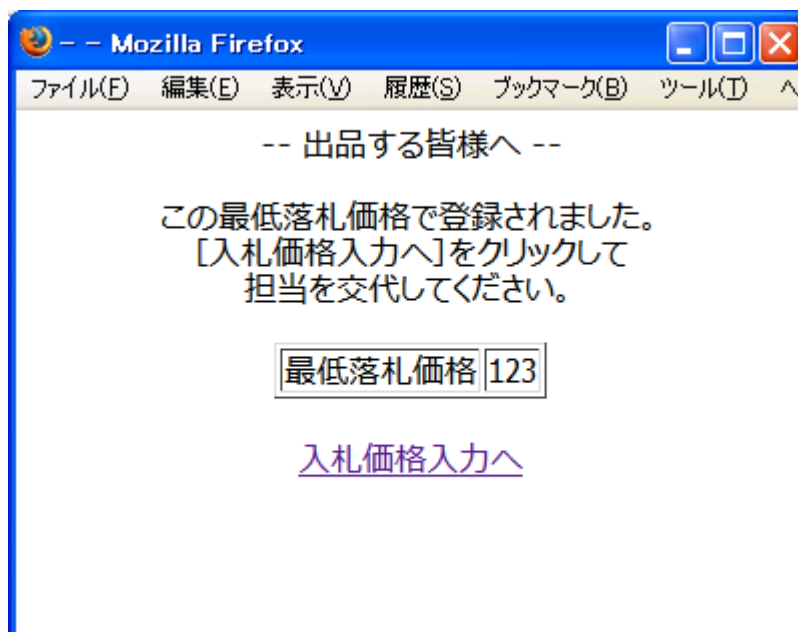 – – Mozilla Firefox
ファイル(F) 編集(E) 表示(V) 履歴(S) ブックマーク(B) ツール(T) ヘ
-- 出品する皆様へ --
この最低落札価格で登録されました。
[入札価格入力へ]をクリックして
担当を交代してください。
最低落札価格 123
入札価格入力へ